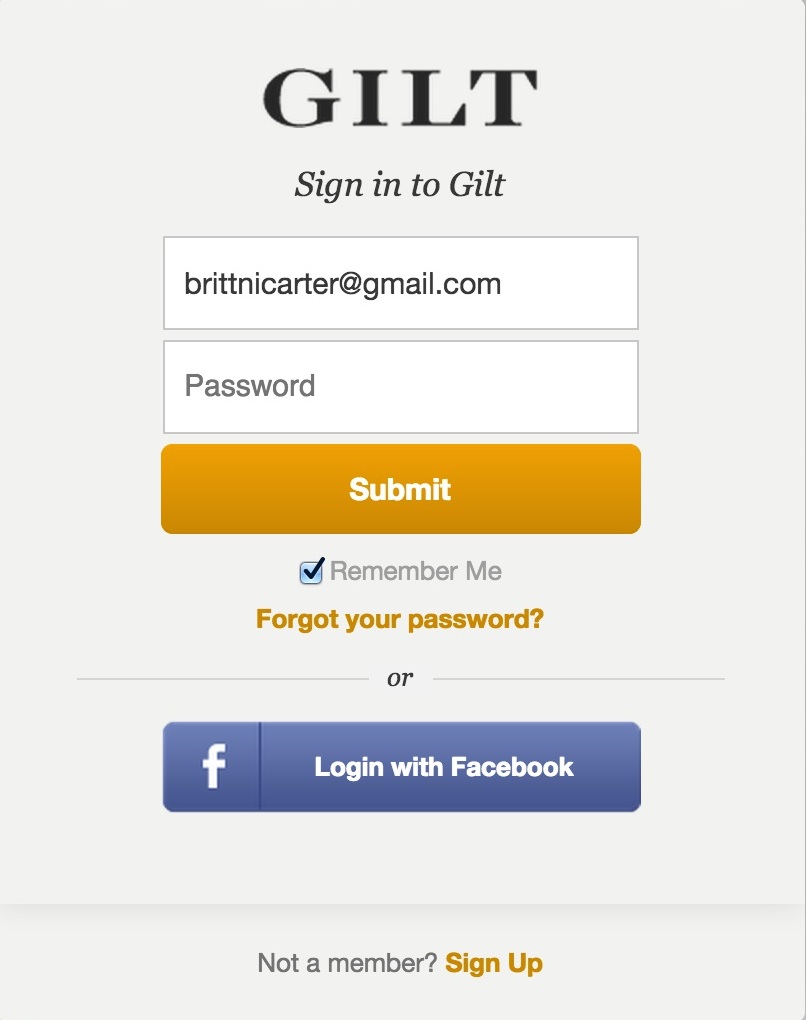 GILT
Sign in to Gilt
brittnicarter@gmail.com
Password
Submit
Remember Me
Forgot your password?
or
f Login with Facebook
Not a member? Sign Up